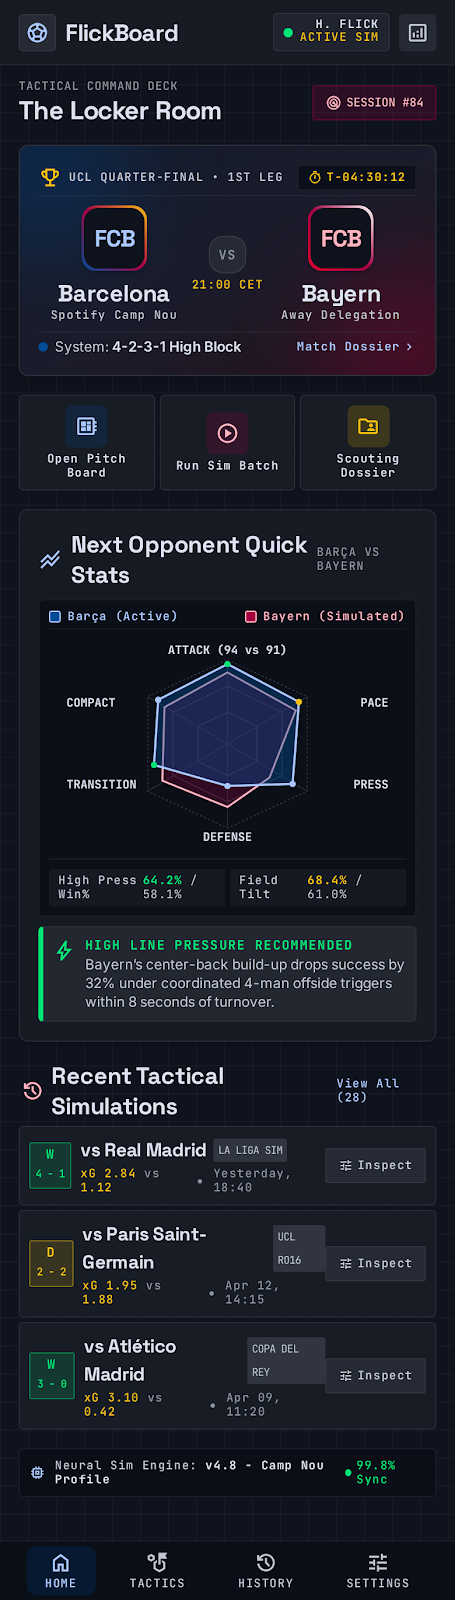 FlickBoard
H. FLICK
ACTIVE SIM
TACTICAL COMMAND DECK
The Locker Room
SESSION #84
UCL QUARTER-FINAL • 1ST LEG
T-04:30:12
FCB
VS
FCB
21:00 CET
Barcelona
Bayern
Spotify Camp Nou
Away Delegation
System: 4-2-3-1 High Block
Match Dossier >
Open Pitch
Board
Run Sim Batch
Scouting
Dossier
Next Opponent Quick
Stats
BARÇA VS
BAYERN
Barça (Active)
Bayern (Simulated)
ATTACK (94 vs 91)
COMPACT
PACE
TRANSITION
PRESS
DEFENSE
High Press
Win%
64.2% /
58.1%
Field
Tilt
68.4% /
61.0%
HIGH LINE PRESSURE RECOMMENDED
Bayern's center-back build-up drops success by
32% under coordinated 4-man offside triggers
within 8 seconds of turnover.
Recent Tactical
Simulations
View All
(28)
W
4 - 1
vs Real Madrid
LA LIGA SIM
xG 2.84 vs
1.12
• Yesterday,
18:40
Inspect
D
2 - 2
vs Paris Saint-
Germain
UCL
RO16
xG 1.95 vs
1.88
• Apr 12,
14:15
Inspect
W
3 - 0
vs Atlético
Madrid
COPA DEL
REY
xG 3.10 vs
0.42
• Apr 09,
11:20
Inspect
Neural Sim Engine: v4.8 - Camp Nou
Profile
99.8%
Sync
HOME
TACTICS
HISTORY
SETTINGS